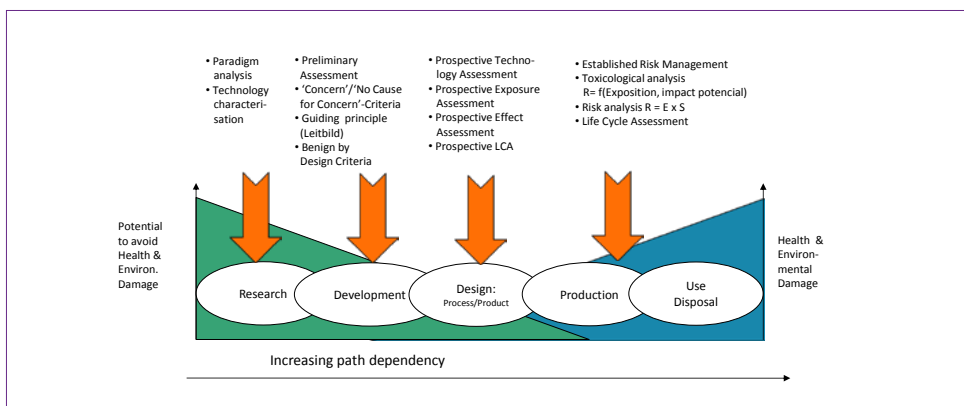 • Paradigm
analysis
• Technology
characteri-
sation
• Preliminary
Assessment
• ‘Concern’/‘No Cause
for Concern’-Criteria
• Guiding principle
(Leitbild)
• Benign by
Design Criteria
• Prospective Techno-
logy Assessment
• Prospective Exposure
Assessment
• Prospective Effect
Assessment
• Prospective LCA
• Established Risk Management
• Toxicological analysis
R= f(Exposition, impact potencial)
• Risk analysis R = E x S
• Life Cycle Assessment
Potential
to avoid
Health &
Environ.
Damage
Research
Development
Design:
Process/Product
Production
Use
Disposal
Health &
Environ-
mental
Damage
Increasing path dependency